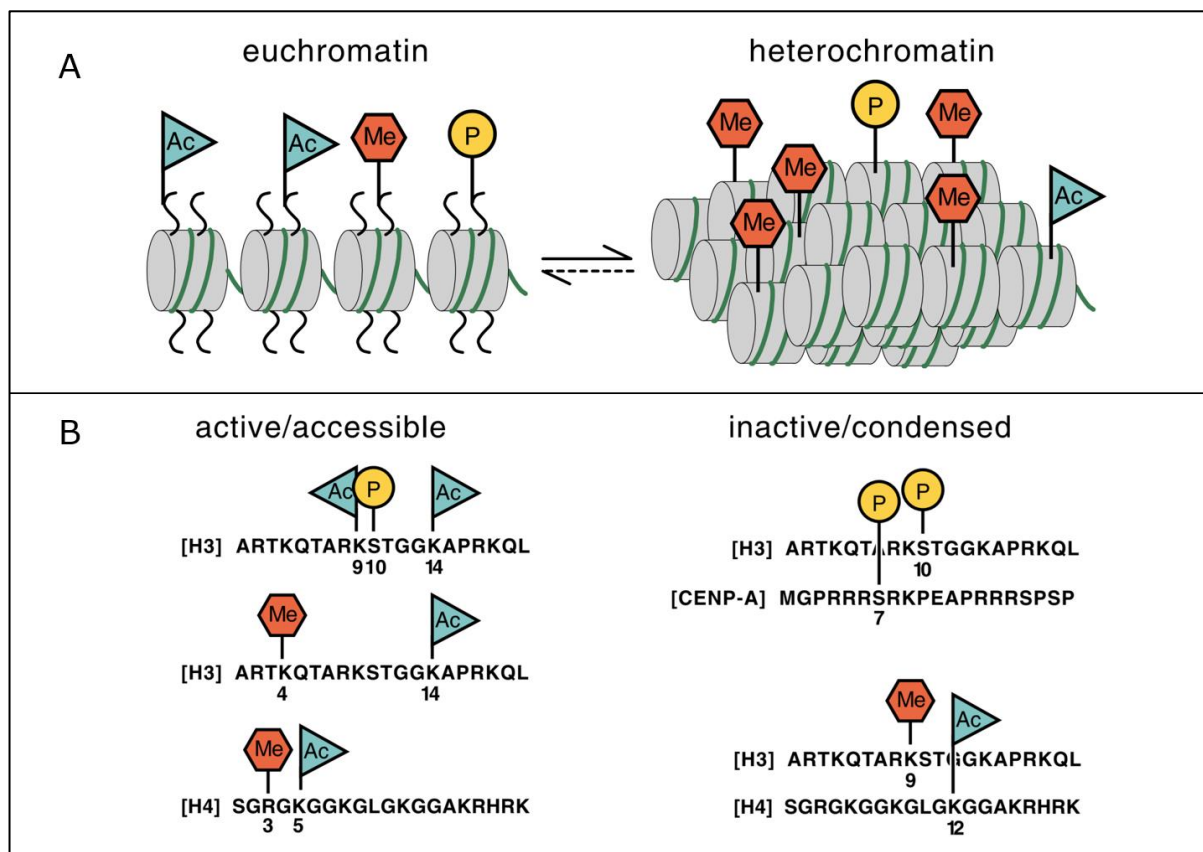 A
euchromatin
heterochromatin
Ac
Ac
Me
P
Me
P
Me
Me
Me
Me
Ac
B
active/accessible
Ac
P
Ac
[H3] ARTKQTARKSTGGKAPRKQL
9 10 14
Me
Ac
[H3] ARTKQTARKSTGGKAPRKQL
4 14
Me
Ac
[H4] SGRGKGGKGLGKGGAKRHRK
3 5
inactive/condensed
P
P
[H3] ARTKQTARKSTGGKAPRKQL
10
[CENP-A] MGPRRRSRKPEAPRRRSPSP
7
Me
Ac
[H3] ARTKQTARKSTGGKAPRKQL
9
[H4] SGRGKGGKGLGKGGAKRHRK
12